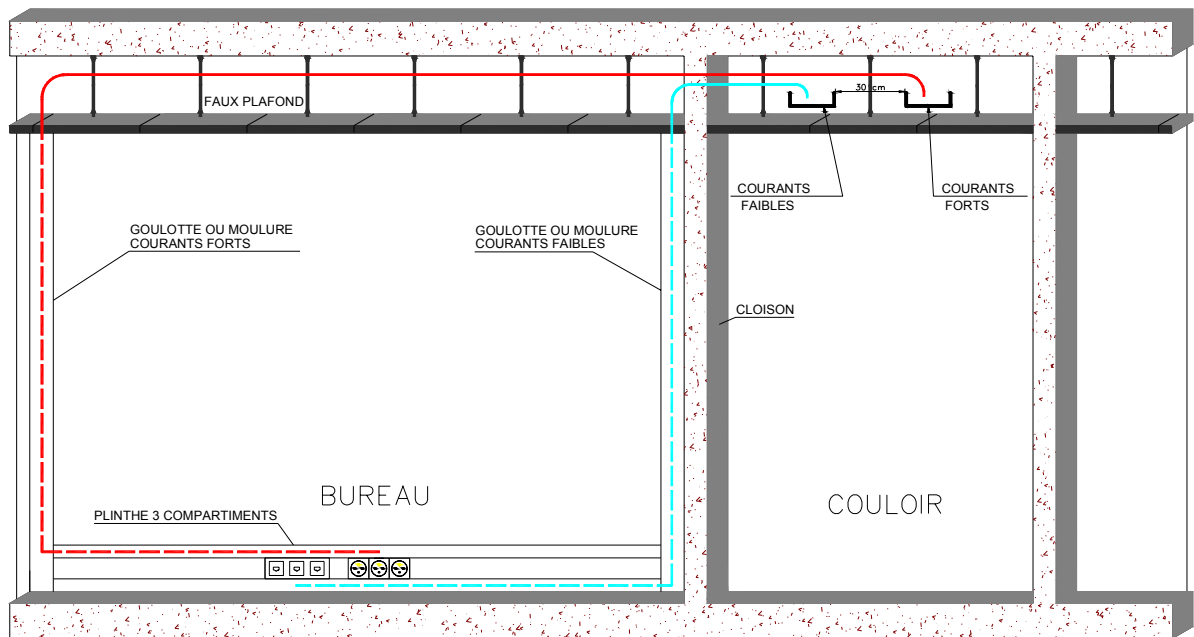 FAUX PLAFOND
30 cm
COURANTS
FAIBLES
COURANTS
FORTS
GOULOTTE OU MOULURE
COURANTS FORTS
GOULOTTE OU MOULURE
COURANTS FAIBLES
CLOISON
BUREAU
COULOIR
PLINTHE 3 COMPARTIMENTS